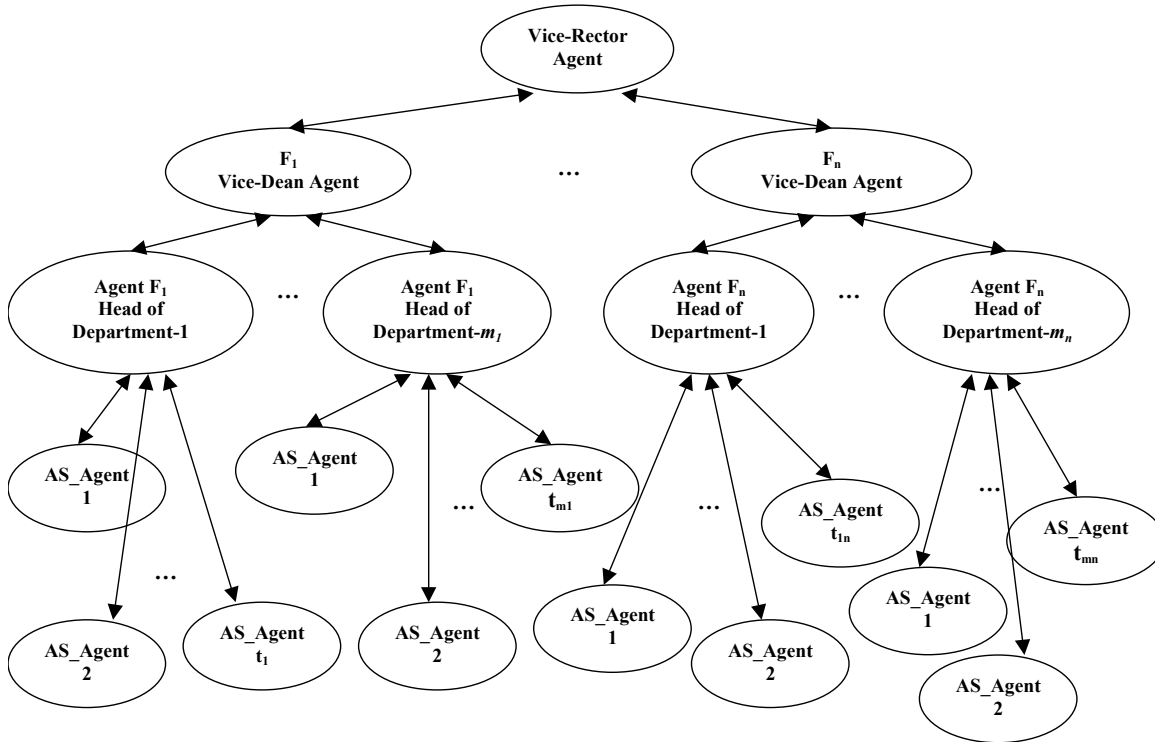 Vice-Rector
Agent
F₁
Vice-Dean Agent
...
Fₙ
Vice-Dean Agent
Agent F₁
Head of
Department-1
...
Agent F₁
Head of
Department-m₁
Agent Fₙ
Head of
Department-1
...
Agent Fₙ
Head of
Department-mₙ
AS_Agent
1
AS_Agent
1
AS_Agent
tₘ₁
...
...
AS_Agent
t₁ₙ
...
AS_Agent
tₘₙ
...
AS_Agent
2
AS_Agent
t₁
AS_Agent
2
AS_Agent
1
AS_Agent
2
AS_Agent
1
AS_Agent
2